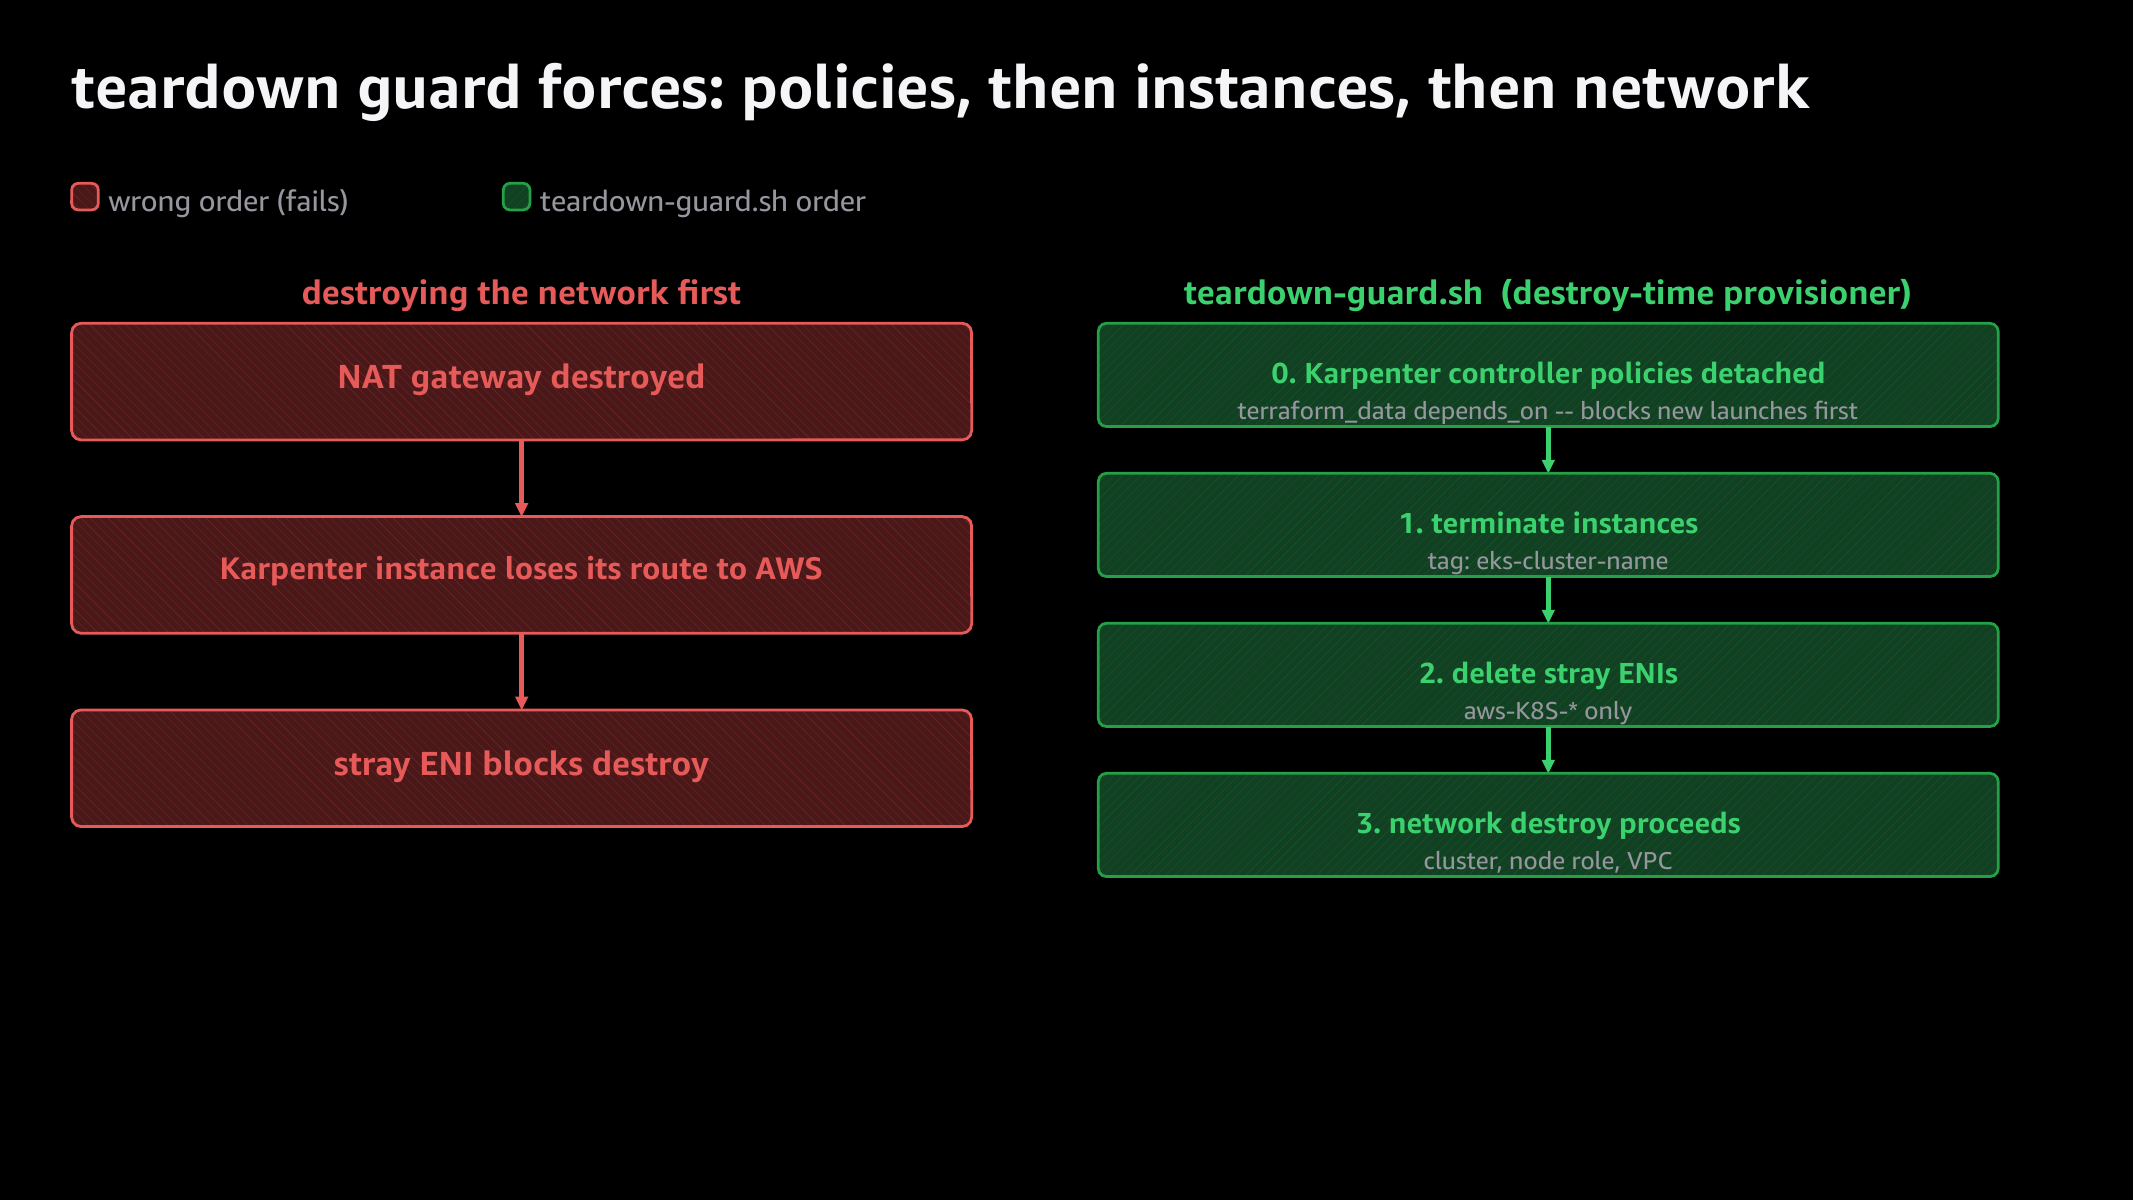 teardown guard forces: policies, then instances, then network
wrong order (fails)
teardown-guard.sh order
destroying the network first
NAT gateway destroyed
Karpenter instance loses its route to AWS
stray ENI blocks destroy
teardown-guard.sh (destroy-time provisioner)
0. Karpenter controller policies detached
terraform_data depends_on -- blocks new launches first
1. terminate instances
tag: eks-cluster-name
2. delete stray ENIs
aws-K8S-* only
3. network destroy proceeds
cluster, node role, VPC